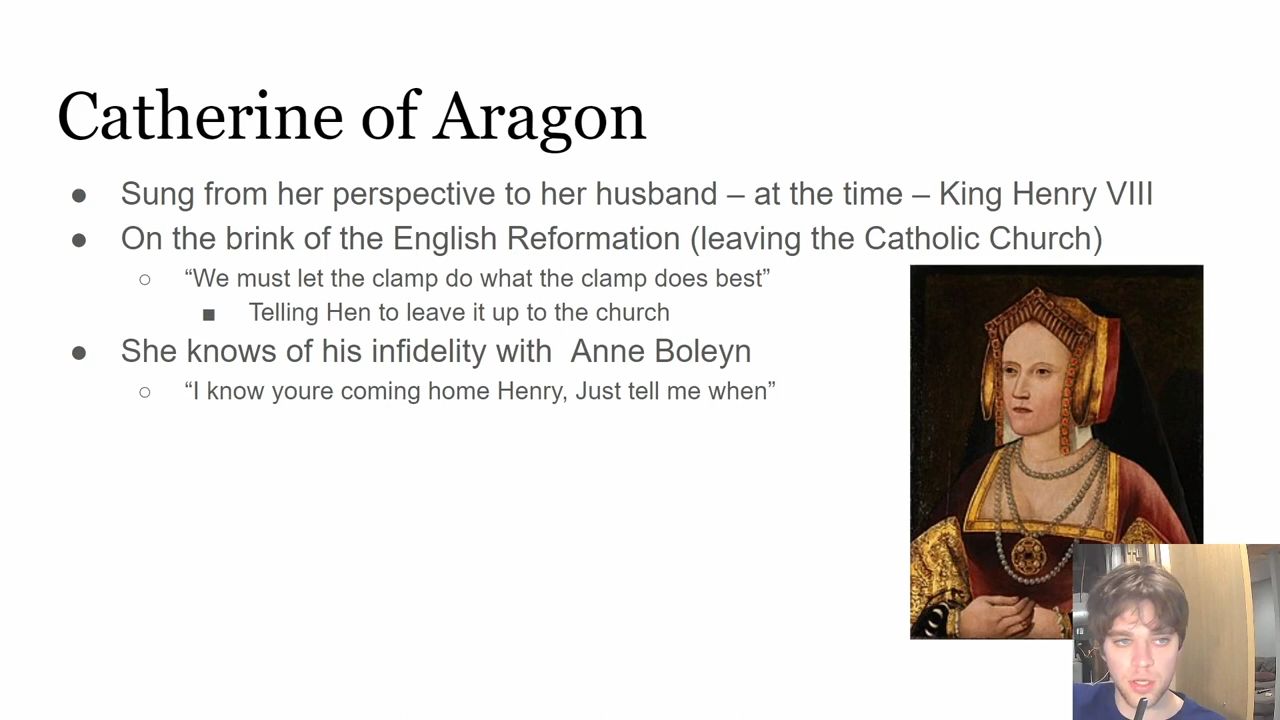 Catherine of Aragon
● Sung from her perspective to her husband – at the time – King Henry VIII
● On the brink of the English Reformation (leaving the Catholic Church)
○ “We must let the clamp do what the clamp does best”
■ Telling Hen to leave it up to the church
● She knows of his infidelity with  Anne Boleyn
○ “I know youre coming home Henry, Just tell me when”